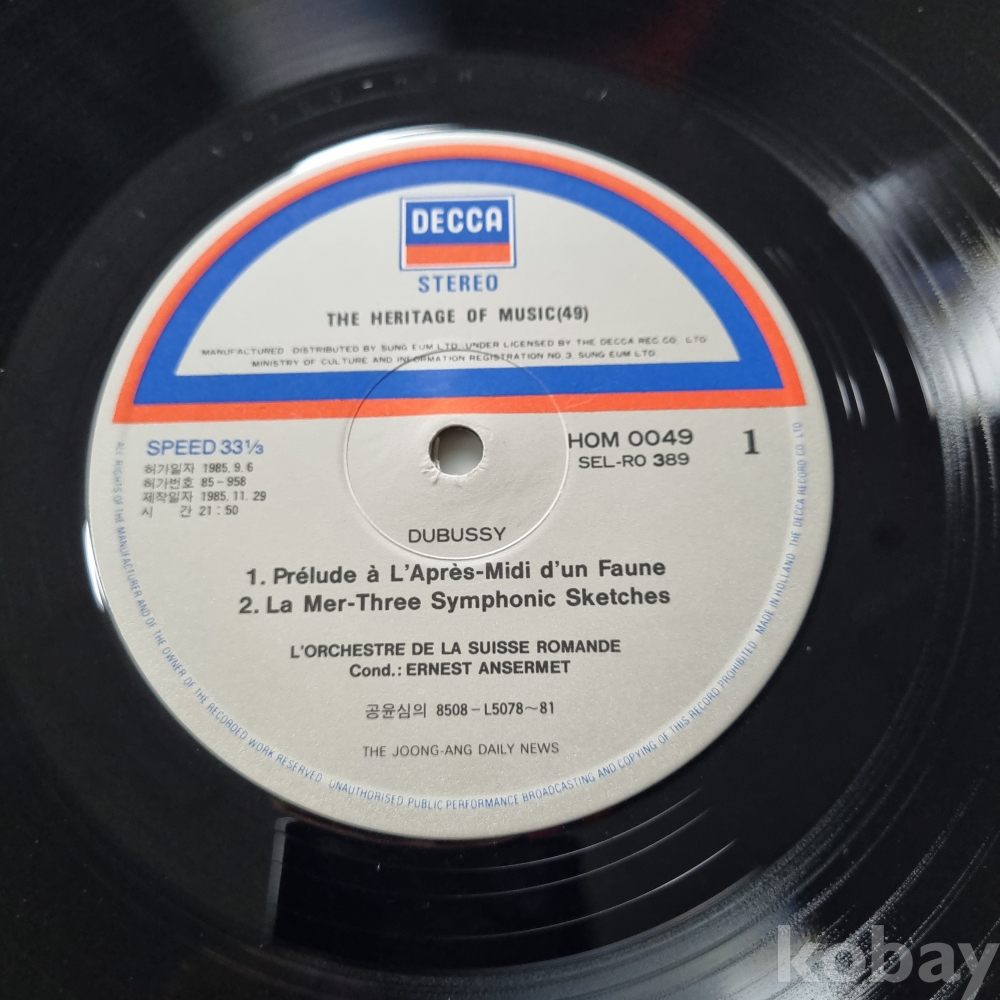 DECCA
STEREO
THE HERITAGE OF MUSIC(49)
MANUFACTURED DISTRIBUTED BY SUNG EUM LTD. UNDER LICENSED BY THE DECCA REC. CO. LTD
MINISTRY OF CULTURE AND INFORMATION REGISTRATION NO. 3. SUNG EUM LTD
SPEED 33⅓
허가일자 1985. 9. 6
허가번호 85-958
제작일자 1985. 11. 29
시 간 21 : 50
HOM 0049
SEL-RO 389
1
DUBUSSY
1. Prélude à L'Après-Midi d'un Faune
2. La Mer-Three Symphonic Sketches
L'ORCHESTRE DE LA SUISSE ROMANDE
Cond.: ERNEST ANSERMET
공윤심의 8508-L5078~81
THE JOONG-ANG DAILY NEWS
ALL RIGHTS OF THE MANUFACTURER AND OF THE OWNER OF THE RECORDED WORK RESERVED. UNAUTHORISED PUBLIC PERFORMANCE BROADCASTING AND COPYING OF THIS RECORD PROHIBITED. MADE IN HOLLAND. THE DECCA RECORD CO. LTD
kobay